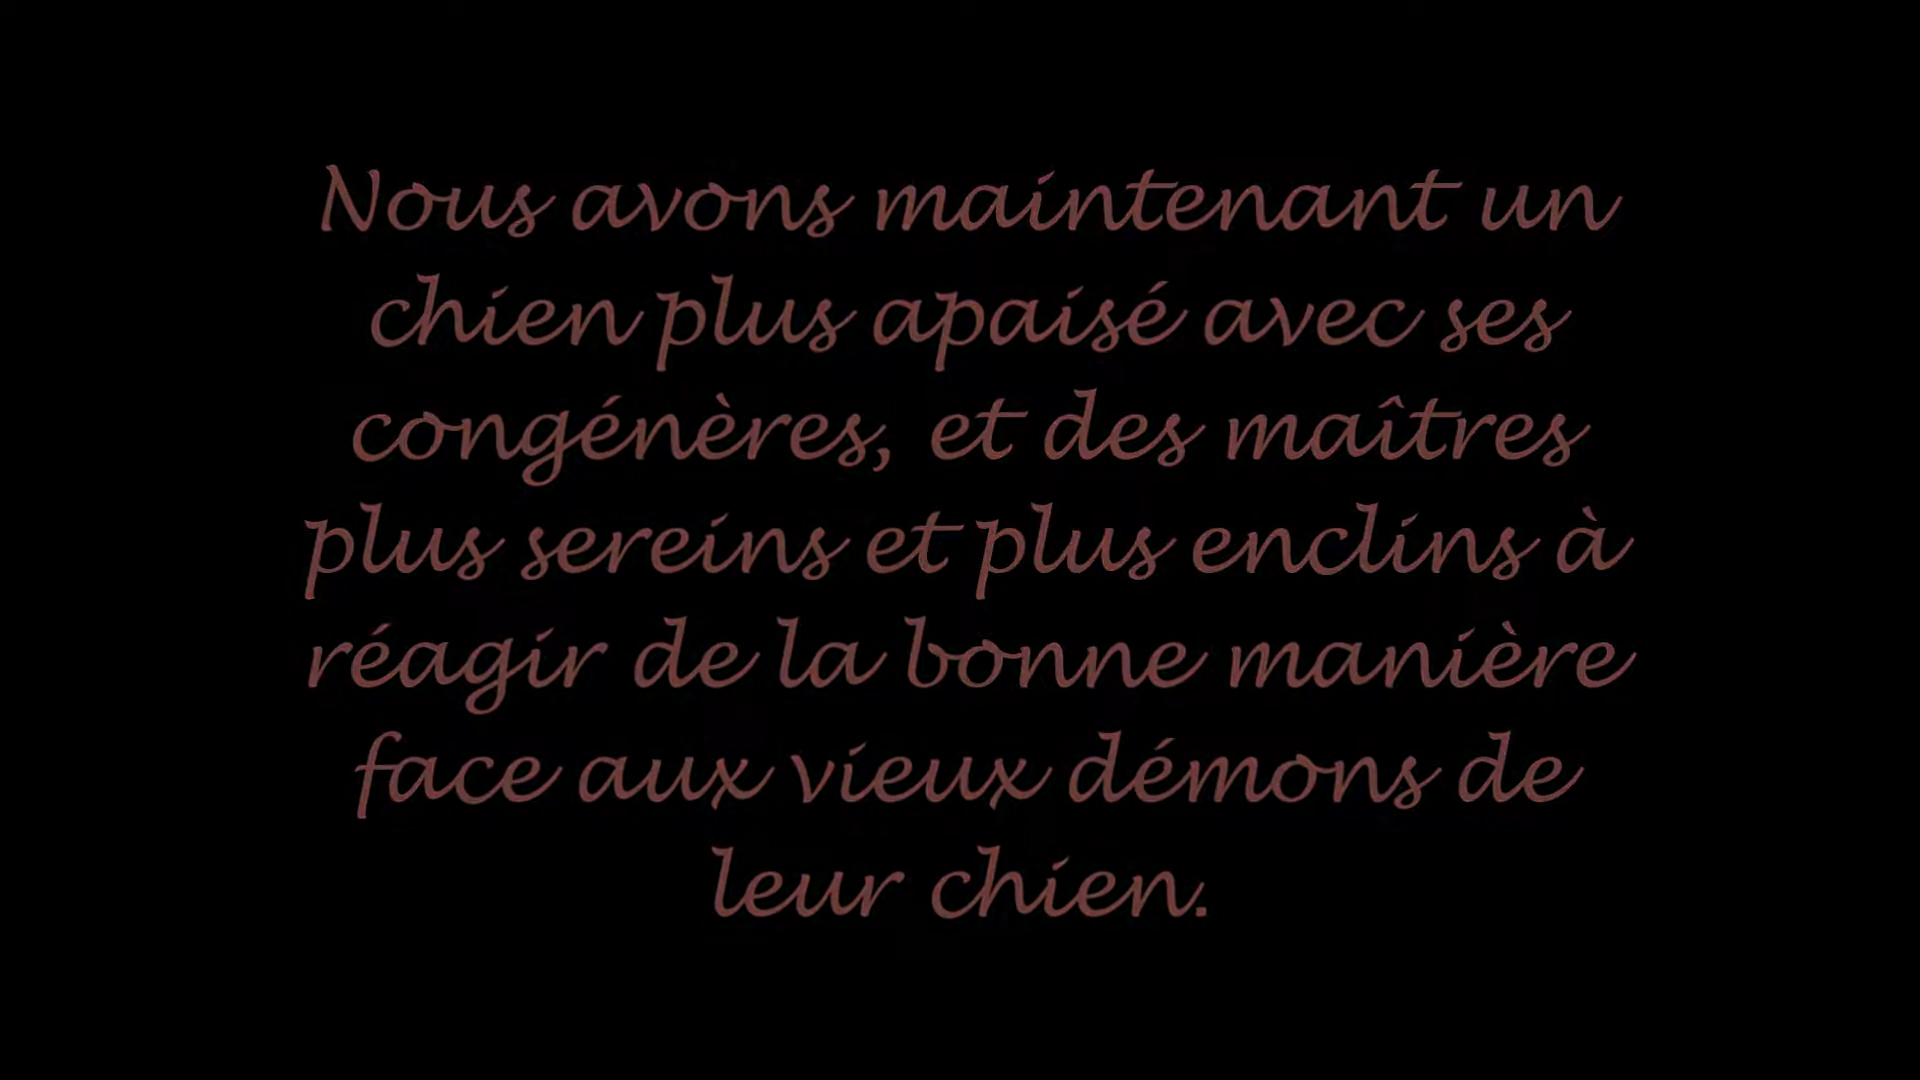 Nous avons maintenant un
chien plus apaisé avec ses
congénères, et des maîtres
plus sereins et plus enclins à
réagir de la bonne manière
face aux vieux démons de
leur chien.